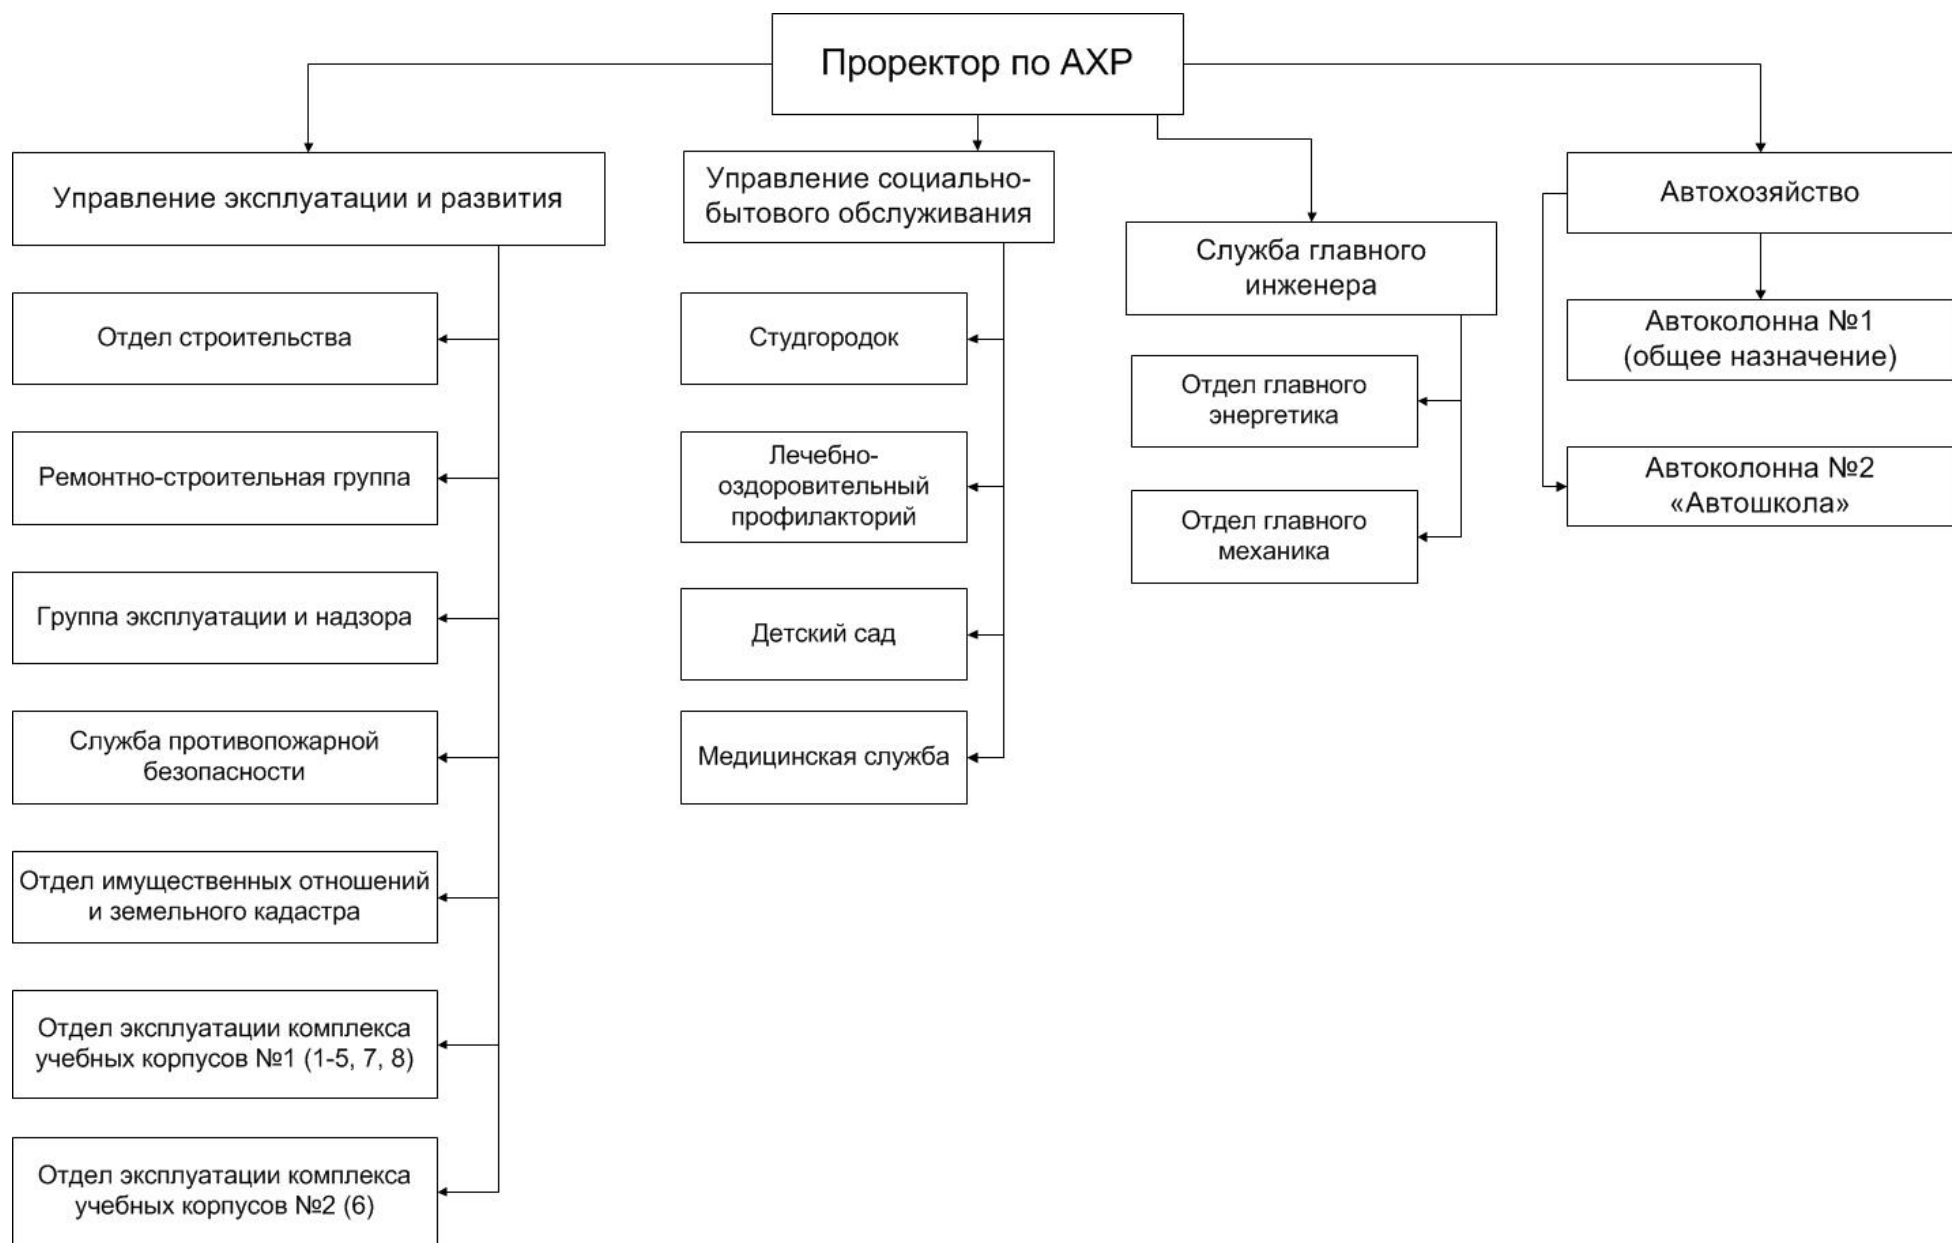 Проректор по АХР
Управление эксплуатации и развития
Отдел строительства
Ремонтно-строительная группа
Группа эксплуатации и надзора
Служба противопожарной
безопасности
Отдел имущественных отношений
и земельного кадастра
Отдел эксплуатации комплекса
учебных корпусов №1 (1-5, 7, 8)
Отдел эксплуатации комплекса
учебных корпусов №2 (6)
Управление социально-
бытового обслуживания
Студгородок
Лечебно-
оздоровительный
профилакторий
Детский сад
Медицинская служба
Служба главного
инженера
Отдел главного
энергетика
Отдел главного
механика
Автохозяйство
Автоколонна №1
(общее назначение)
Автоколонна №2
«Автошкола»